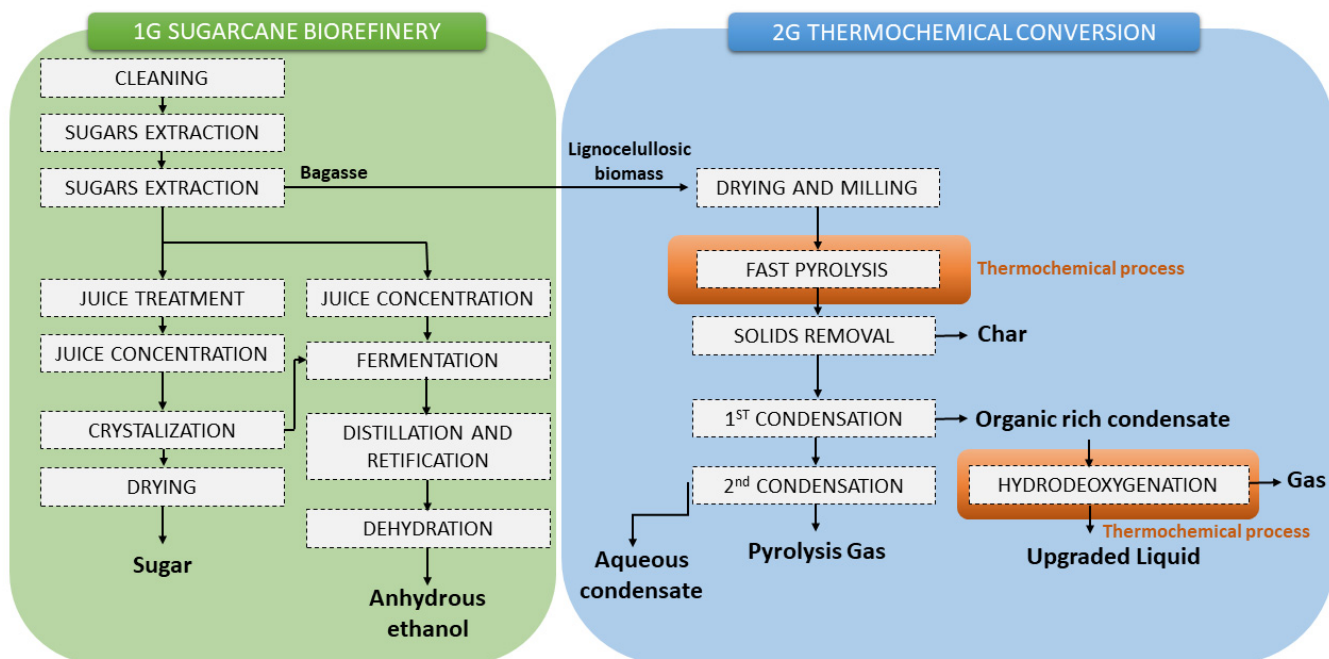 1G SUGARCANE BIOREFINERY
CLEANING
SUGARS EXTRACTION
SUGARS EXTRACTION
Bagasse
JUICE TREATMENT
JUICE CONCENTRATION
JUICE CONCENTRATION
FERMENTATION
CRYSTALIZATION
DISTILLATION AND
RETIFICATION
DRYING
DEHYDRATION
Sugar
Anhydrous
ethanol
2G THERMOCHEMICAL CONVERSION
Lignocelullosic
biomass
DRYING AND MILLING
FAST PYROLYSIS
Thermochemical process
SOLIDS REMOVAL
Char
1ST CONDENSATION
Organic rich condensate
2nd CONDENSATION
HYDRODEOXYGENATION
Gas
Thermochemical process
Aqueous
condensate
Pyrolysis Gas
Upgraded Liquid